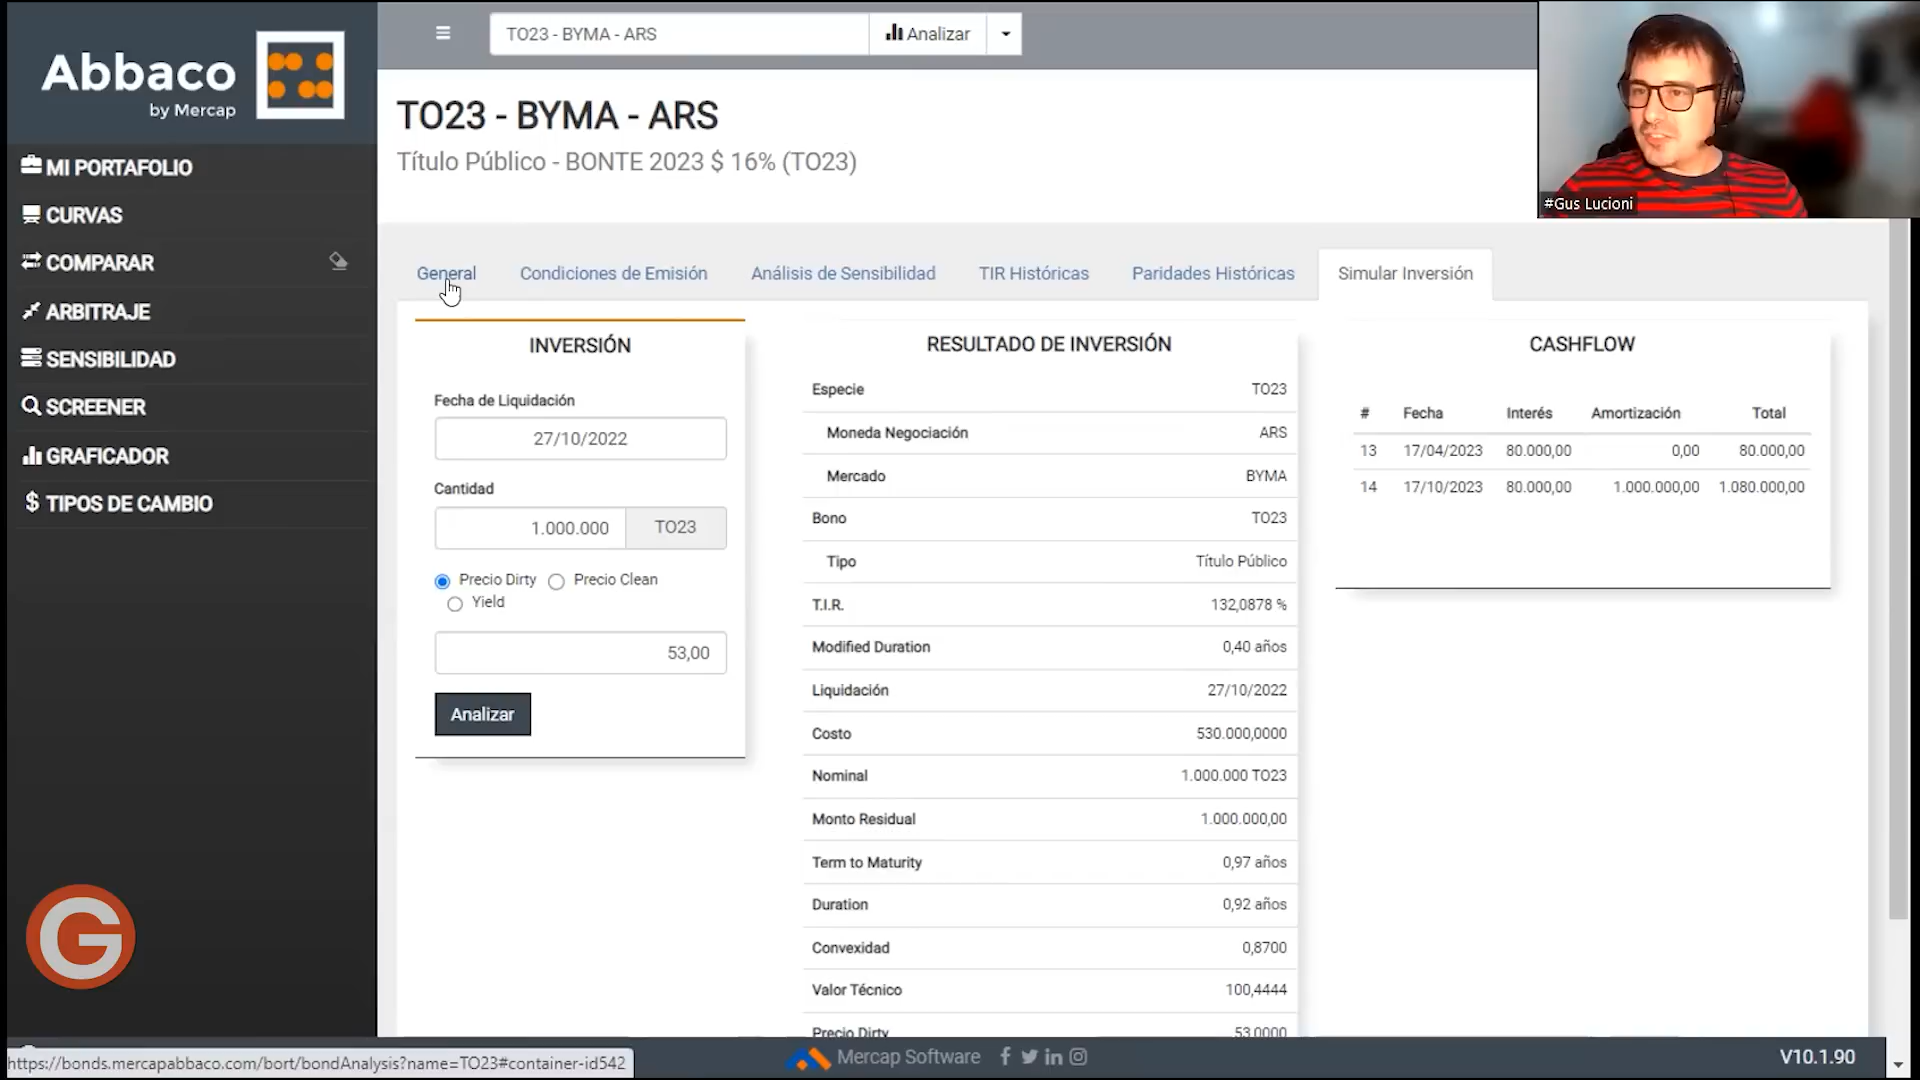 Abbaco
by Mercap
MI PORTAFOLIO
CURVAS
COMPARAR
ARBITRAJE
SENSIBILIDAD
SCREENER
GRAFICADOR
$ TIPOS DE CAMBIO
G
TO23 - BYMA - ARS
Analizar
#Gus Lucioni
TO23 - BYMA - ARS
Título Público - BONTE 2023 $ 16% (TO23)
General
Condiciones de Emisión
Análisis de Sensibilidad
TIR Históricas
Paridades Históricas
Simular Inversión
INVERSIÓN
Fecha de Liquidación
27/10/2022
Cantidad
1.000.000 TO23
Precio Dirty Precio Clean
Yield
53,00
Analizar
RESULTADO DE INVERSIÓN
Especie TO23
Moneda Negociación ARS
Mercado BYMA
Bono TO23
Tipo Título Público
T.I.R. 132,0878 %
Modified Duration 0,40 años
Liquidación 27/10/2022
Costo 530.000,0000
Nominal 1.000.000 TO23
Monto Residual 1.000.000,00
Term to Maturity 0,97 años
Duration 0,92 años
Convexidad 0,8700
Valor Técnico 100,4444
Precio Dirty 53,0000
CASHFLOW
# Fecha Interés Amortización Total
13 17/04/2023 80.000,00 0,00 80.000,00
14 17/10/2023 80.000,00 1.000.000,00 1.080.000,00
https://bonds.mercapabbaco.com/bort/bondAnalysis?name=TO23#container-id542
Mercap Software
V10.1.90